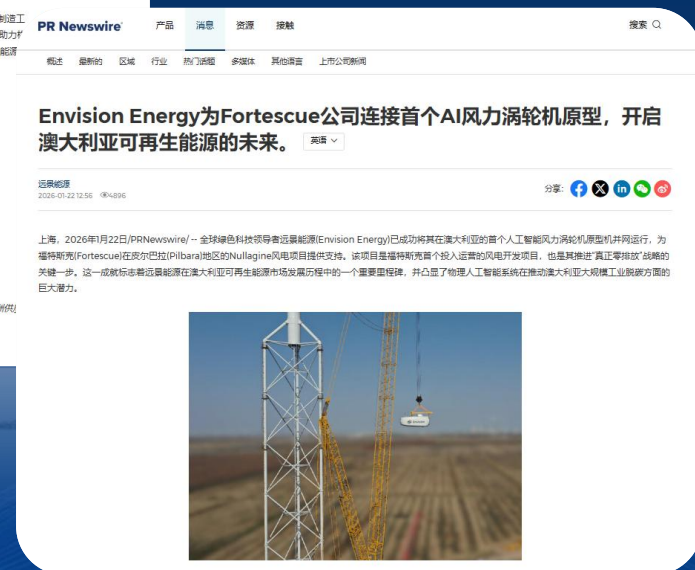 制造工
助力扩
能源
PR Newswire
产品 消息 资源 接触
搜索
概述 最新的 区域 行业 热门话题 多媒体 其他语言 上市公司新闻
Envision Energy为Fortescue公司连接首个AI风力涡轮机原型，开启
澳大利亚可再生能源的未来。 英语
远景能源
2026-01-22 12:56 4896
分享:
上海，2026年1月22日/PRNewswire/ -- 全球绿色科技领导者远景能源(Envision Energy)已成功将其在澳大利亚的首个人工智能风力涡轮机原型机并网运行，为
福特斯克(Fortescue)在皮尔巴拉(Pilbara)地区的Nullagine风电项目提供支持。该项目是福特斯克首个投入运营的风电开发项目，也是其推进“真正零排放”战略的
关键一步。这一成就标志着远景能源在澳大利亚可再生能源市场发展历程中的一个重要里程碑，并凸显了物理人工智能系统在推动澳大利亚大规模工业脱碳方面的
巨大潜力。